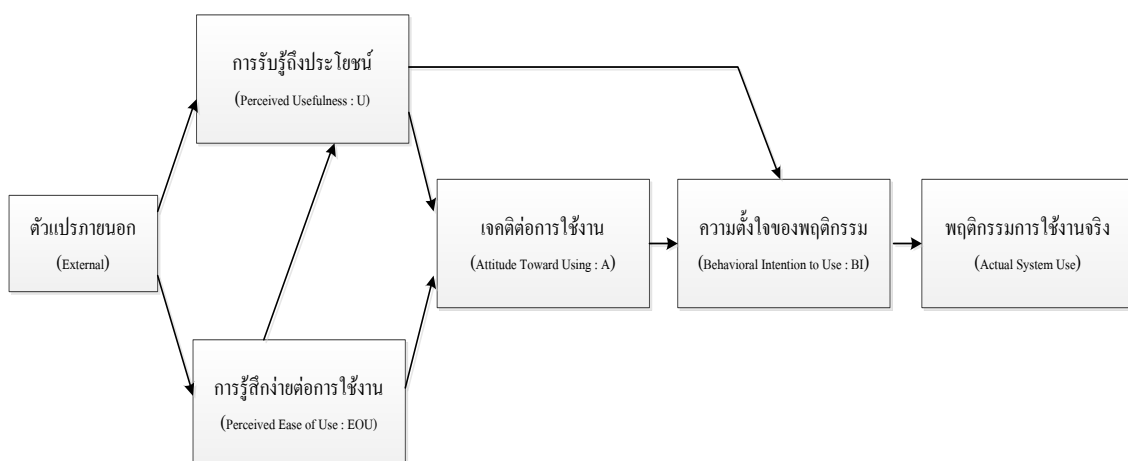 การรับรู้ถึงประโยชน์
(Perceived Usefulness : U)
ตัวแปรภายนอก
(External)
เจคติต่อการใช้งาน
(Attitude Toward Using : A)
ความตั้งใจของพฤติกรรม
(Behavioral Intention to Use : BI)
พฤติกรรมการใช้งานจริง
(Actual System Use)
การรู้สึกง่ายต่อการใช้งาน
(Perceived Ease of Use : EOU)